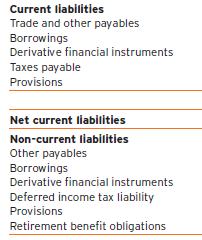 Current liabilities
Trade and other payables
Borrowings
Derivative financial instruments
Taxes payable
Provisions
Net current liabilities
Non-current liabilities
Other payables
Borrowings
Derivative financial instruments
Deferred income tax liability
Provisions
Retirement benefit obligations